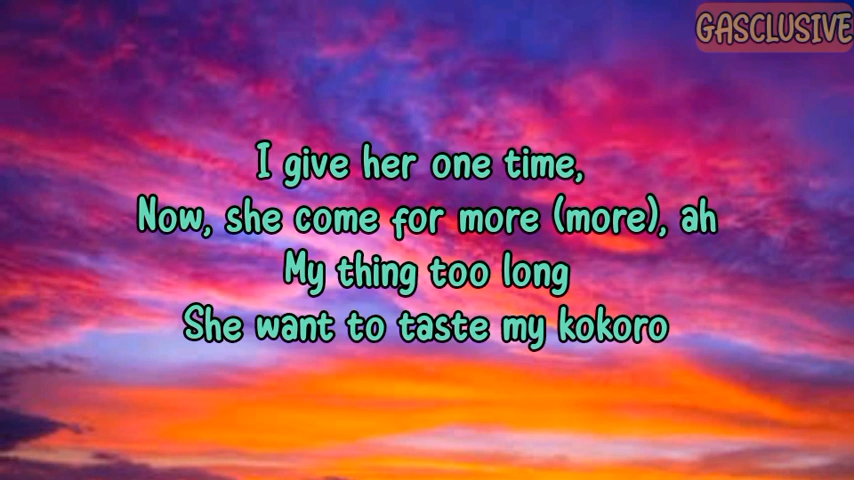 GASCLUSIVE
I give her one time,
Now, she come for more (more), ah
My thing too long
She want to taste my kokoro